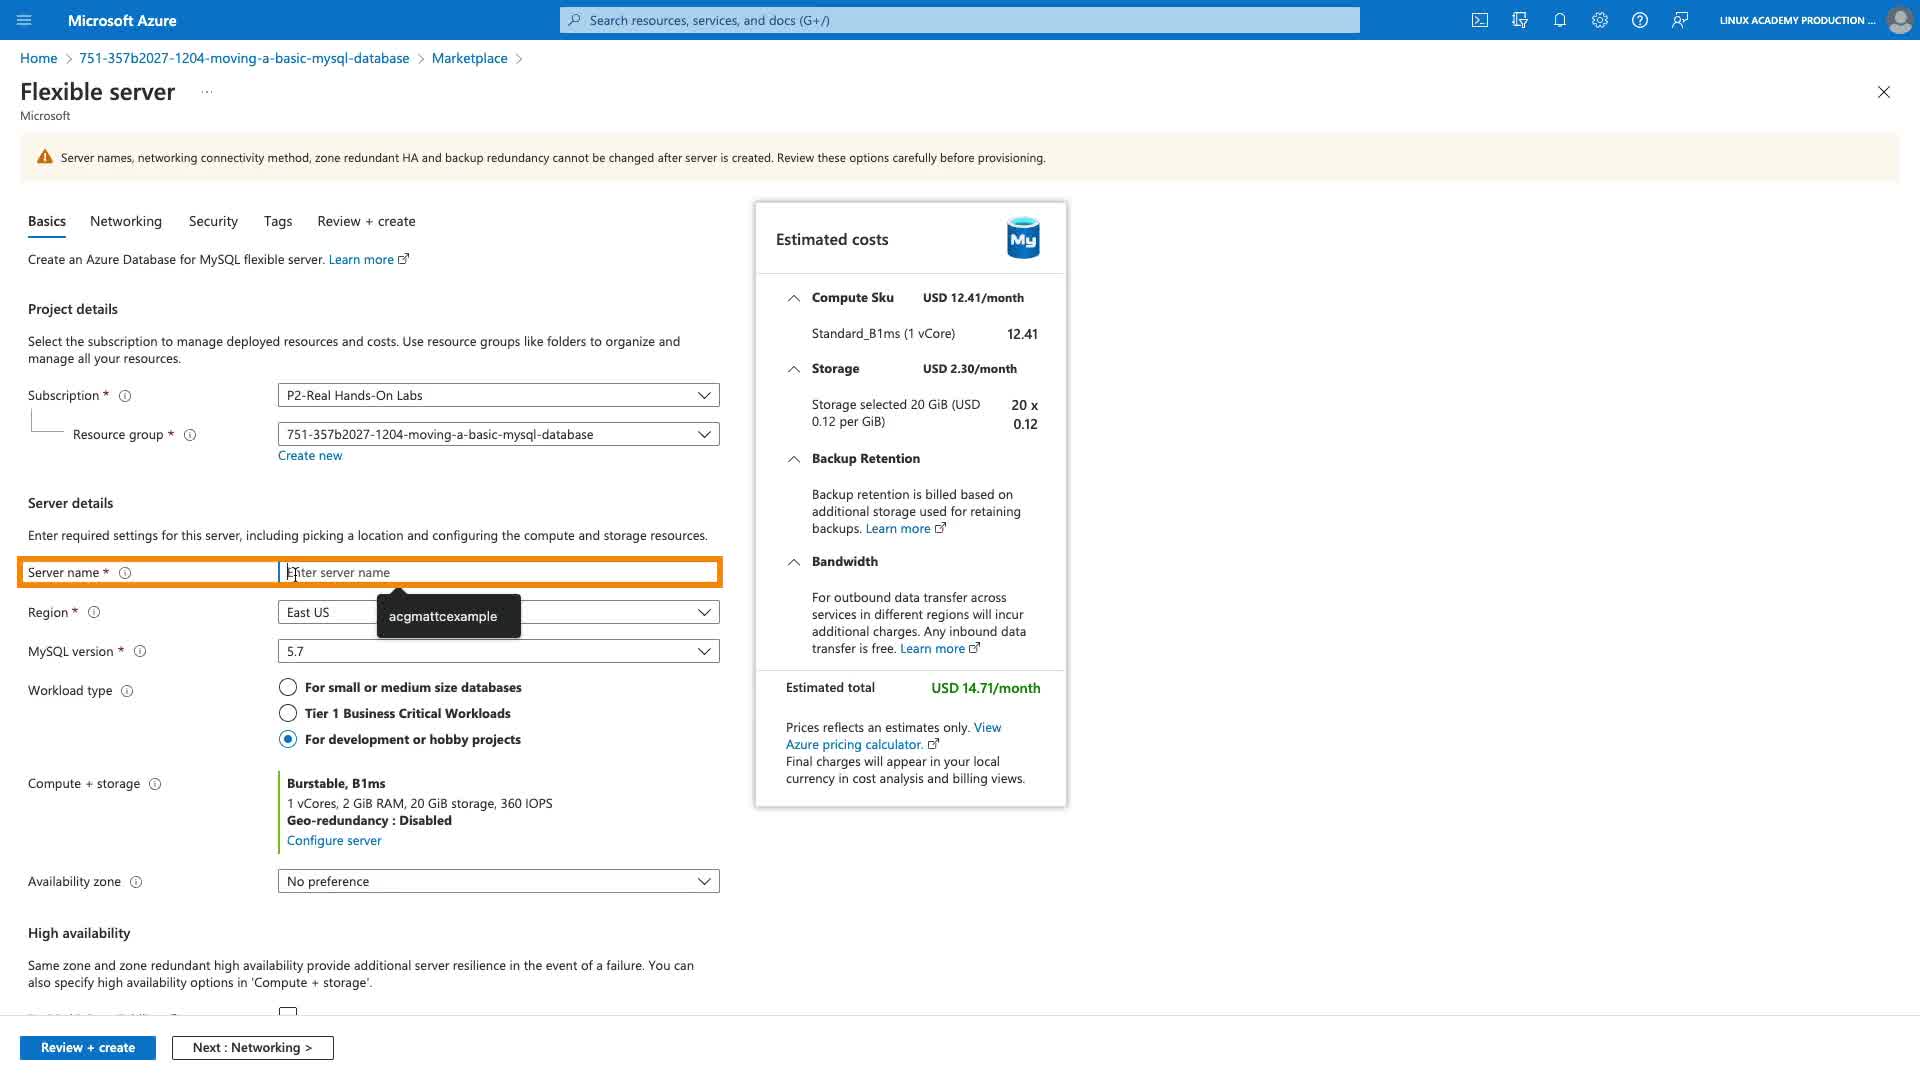 Microsoft Azure
Search resources, services, and docs (G+/)
LINUX ACADEMY PRODUCTION ...
Home > 751-357b2027-1204-moving-a-basic-mysql-database > Marketplace >
Flexible server ...
Microsoft
Server names, networking connectivity method, zone redundant HA and backup redundancy cannot be changed after server is created. Review these options carefully before provisioning.
Basics Networking Security Tags Review + create
Create an Azure Database for MySQL flexible server. Learn more
Project details
Select the subscription to manage deployed resources and costs. Use resource groups like folders to organize and
manage all your resources.
Subscription * P2-Real Hands-On Labs
Resource group * 751-357b2027-1204-moving-a-basic-mysql-database
Create new
Server details
Enter required settings for this server, including picking a location and configuring the compute and storage resources.
Server name * Enter server name
acgmattcexample
Region * East US
MySQL version * 5.7
Workload type
For small or medium size databases
Tier 1 Business Critical Workloads
For development or hobby projects
Compute + storage
Burstable, B1ms
1 vCores, 2 GiB RAM, 20 GiB storage, 360 IOPS
Geo-redundancy : Disabled
Configure server
Availability zone No preference
High availability
Same zone and zone redundant high availability provide additional server resilience in the event of a failure. You can
also specify high availability options in 'Compute + storage'.
Review + create Next : Networking >
Estimated costs
My
Compute Sku USD 12.41/month
Standard_B1ms (1 vCore) 12.41
Storage USD 2.30/month
Storage selected 20 GiB (USD 20 x
0.12 per GiB) 0.12
Backup Retention
Backup retention is billed based on
additional storage used for retaining
backups. Learn more
Bandwidth
For outbound data transfer across
services in different regions will incur
additional charges. Any inbound data
transfer is free. Learn more
Estimated total USD 14.71/month
Prices reflects an estimates only. View
Azure pricing calculator.
Final charges will appear in your local
currency in cost analysis and billing views.